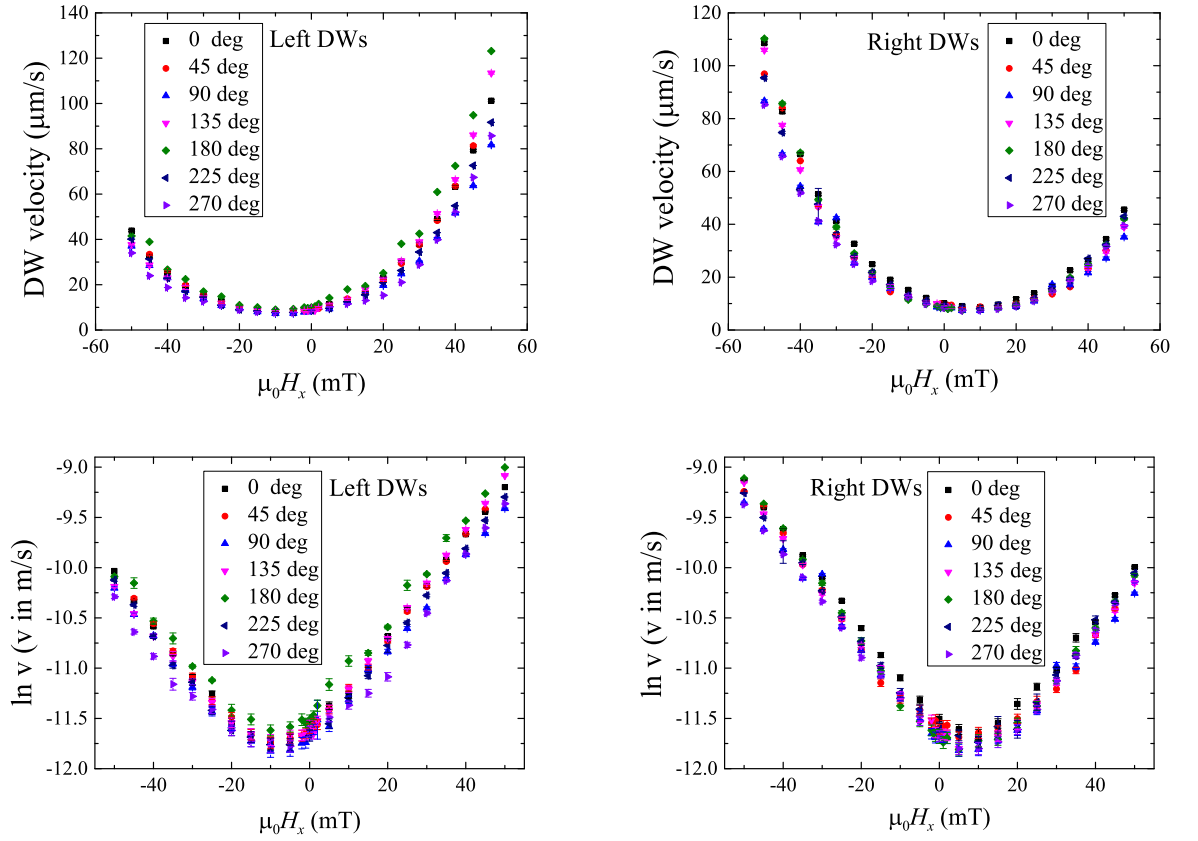 140
120
100
80
60
40
20
0
DW velocity (μm/s)
Left DWs
0 deg
45 deg
90 deg
135 deg
180 deg
225 deg
270 deg
-60 -40 -20 0 20 40 60
μ0Hx (mT)
120
100
80
60
40
20
0
DW velocity (μm/s)
Right DWs
0 deg
45 deg
90 deg
135 deg
180 deg
225 deg
270 deg
-60 -40 -20 0 20 40 60
μ0Hx (mT)
-9.0
-9.5
-10.0
-10.5
-11.0
-11.5
-12.0
ln v (v in m/s)
Left DWs
0 deg
45 deg
90 deg
135 deg
180 deg
225 deg
270 deg
-40 -20 0 20 40
μ0Hx (mT)
-9.0
-9.5
-10.0
-10.5
-11.0
-11.5
-12.0
ln v (v in m/s)
Right DWs
0 deg
45 deg
90 deg
135 deg
180 deg
225 deg
270 deg
-40 -20 0 20 40
μ0Hx (mT)